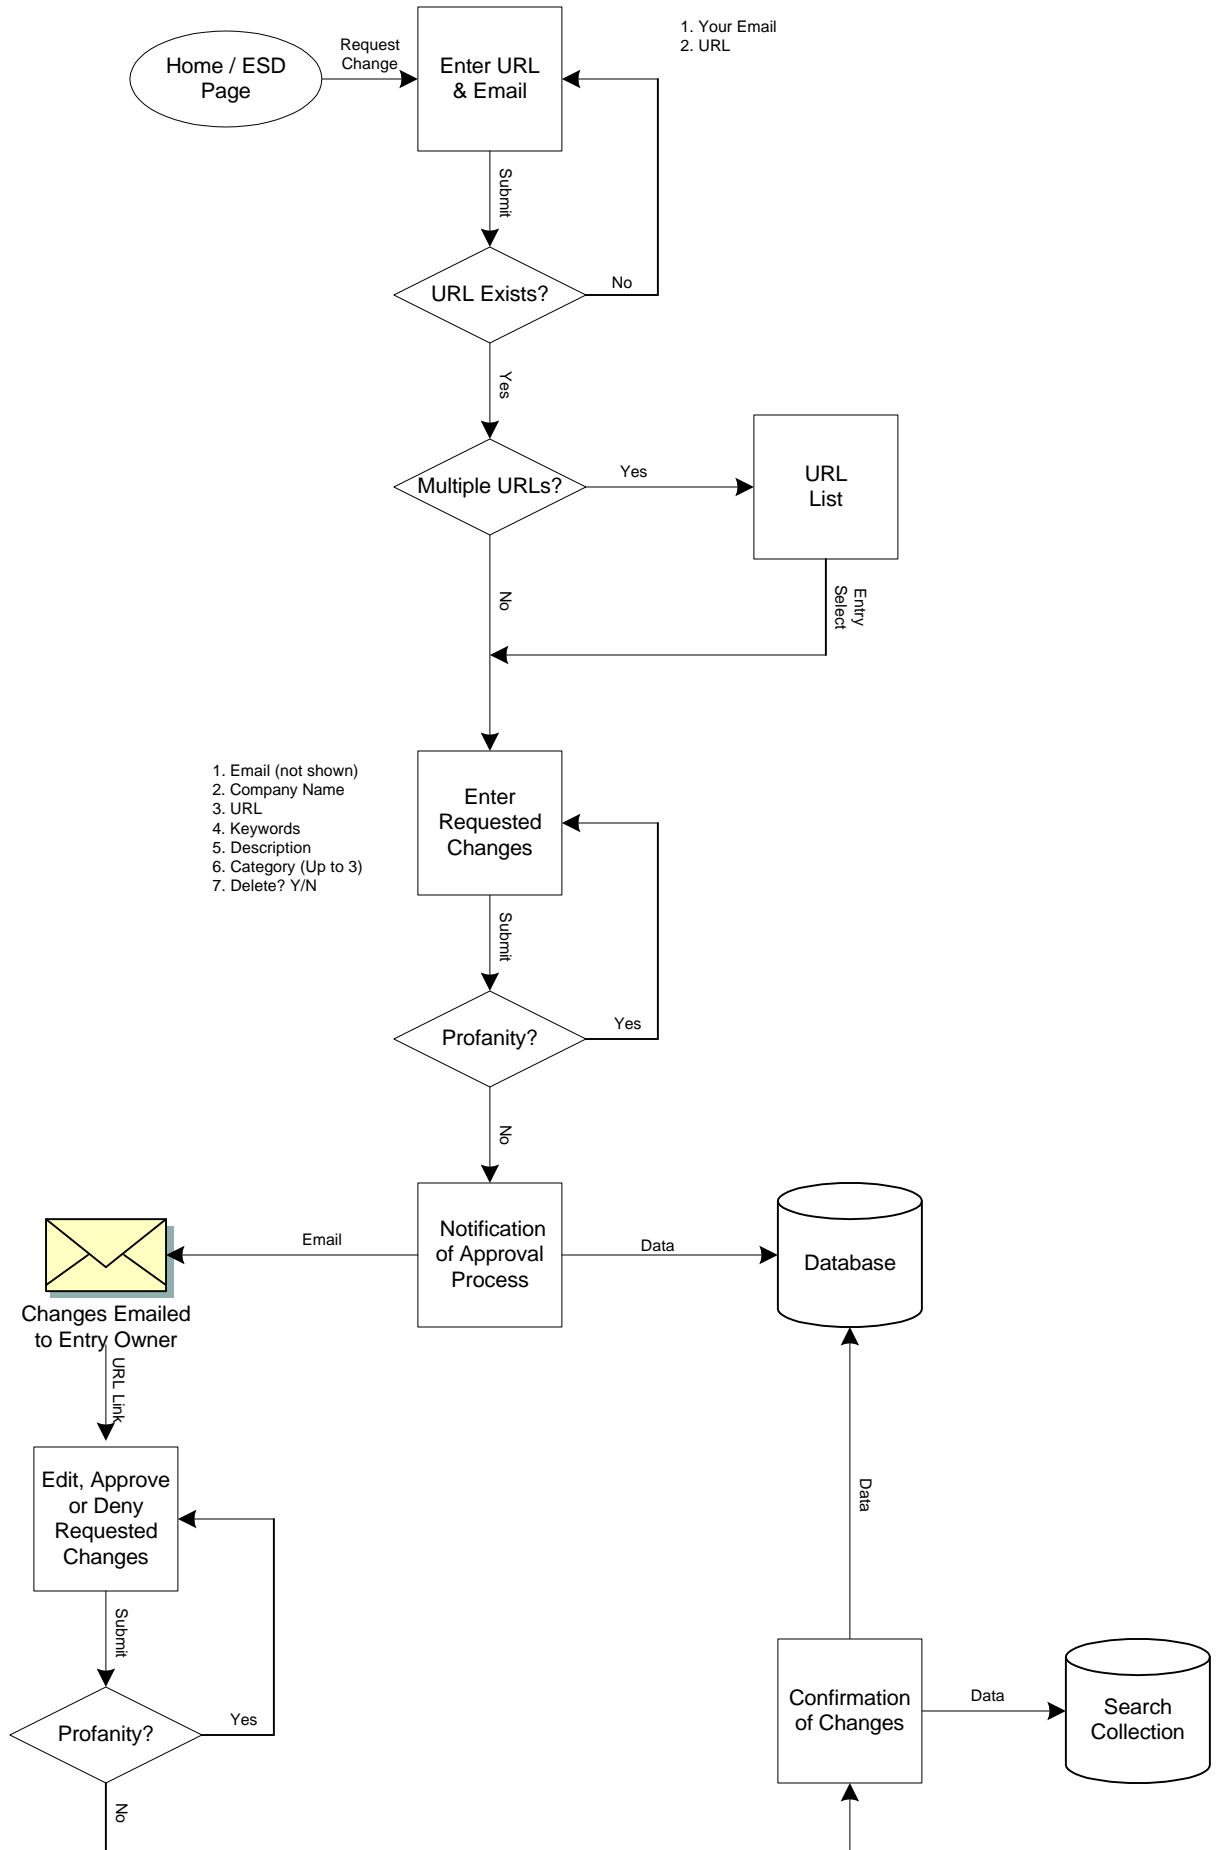 Home / ESD
Page
Request
Change
Enter URL
& Email
1. Your Email
2. URL
Submit
URL Exists?
No
Yes
Multiple URLs?
Yes
URL
List
No
Entry
Select
1. Email (not shown)
2. Company Name
3. URL
4. Keywords
5. Description
6. Category (Up to 3)
7. Delete? Y/N
Enter
Requested
Changes
Submit
Profanity?
Yes
No
Notification
of Approval
Process
Email
Data
Database
Changes Emailed
to Entry Owner
URL Link
Edit, Approve
or Deny
Requested
Changes
Data
Submit
Profanity?
Yes
No
Confirmation
of Changes
Data
Search
Collection